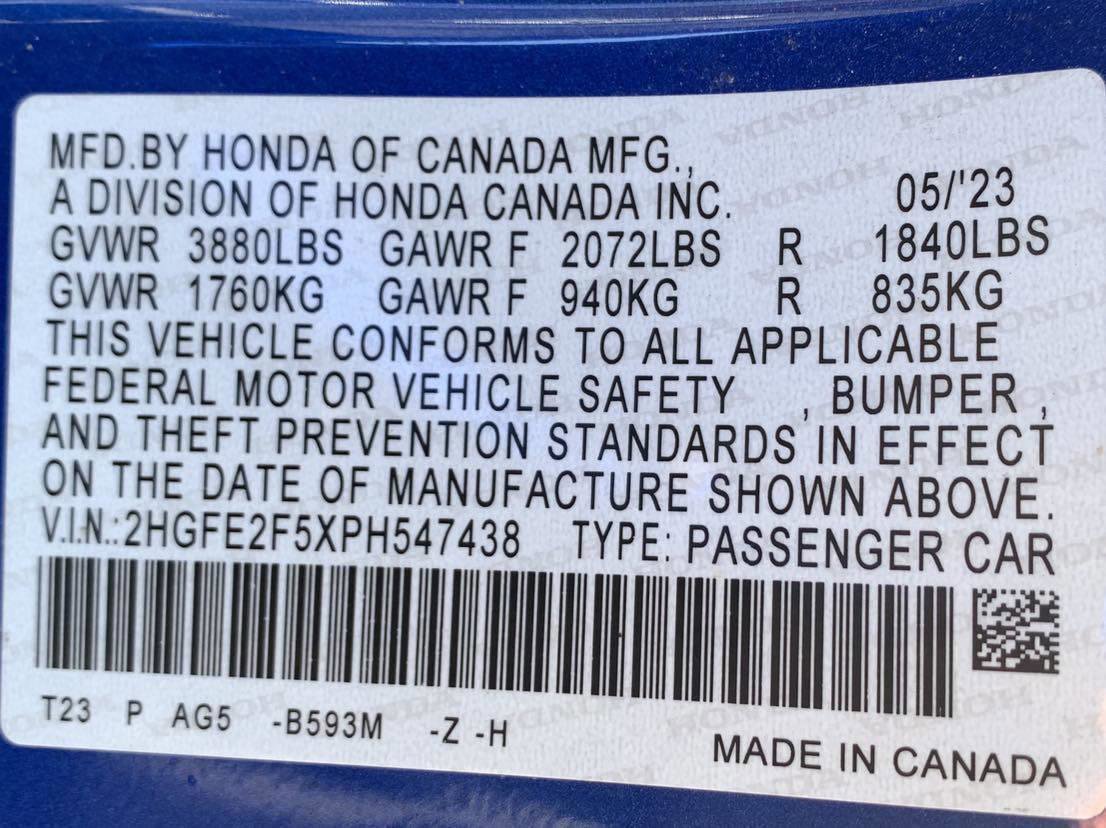 MFD.BY HONDA OF CANADA MFG.,
A DIVISION OF HONDA CANADA INC. 05/'23
GVWR 3880LBS GAWR F 2072LBS R 1840LBS
GVWR 1760KG GAWR F 940KG R 835KG
THIS VEHICLE CONFORMS TO ALL APPLICABLE
FEDERAL MOTOR VEHICLE SAFETY , BUMPER ,
AND THEFT PREVENTION STANDARDS IN EFFECT
ON THE DATE OF MANUFACTURE SHOWN ABOVE.
V.I.N.:2HGFE2F5XPH547438 TYPE: PASSENGER CAR
T23 P AG5 -B593M -Z -H
MADE IN CANADA